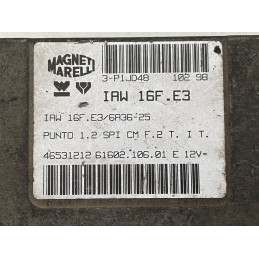 MAGNETI
MARELLI
3-P1JD48 102 98
IAW 16F.E3
IAW 16F.E3/6A36-25
PUNTO 1.2 SPI CM F.2 T. I T.
46531212 61602.106.01 E 12V-